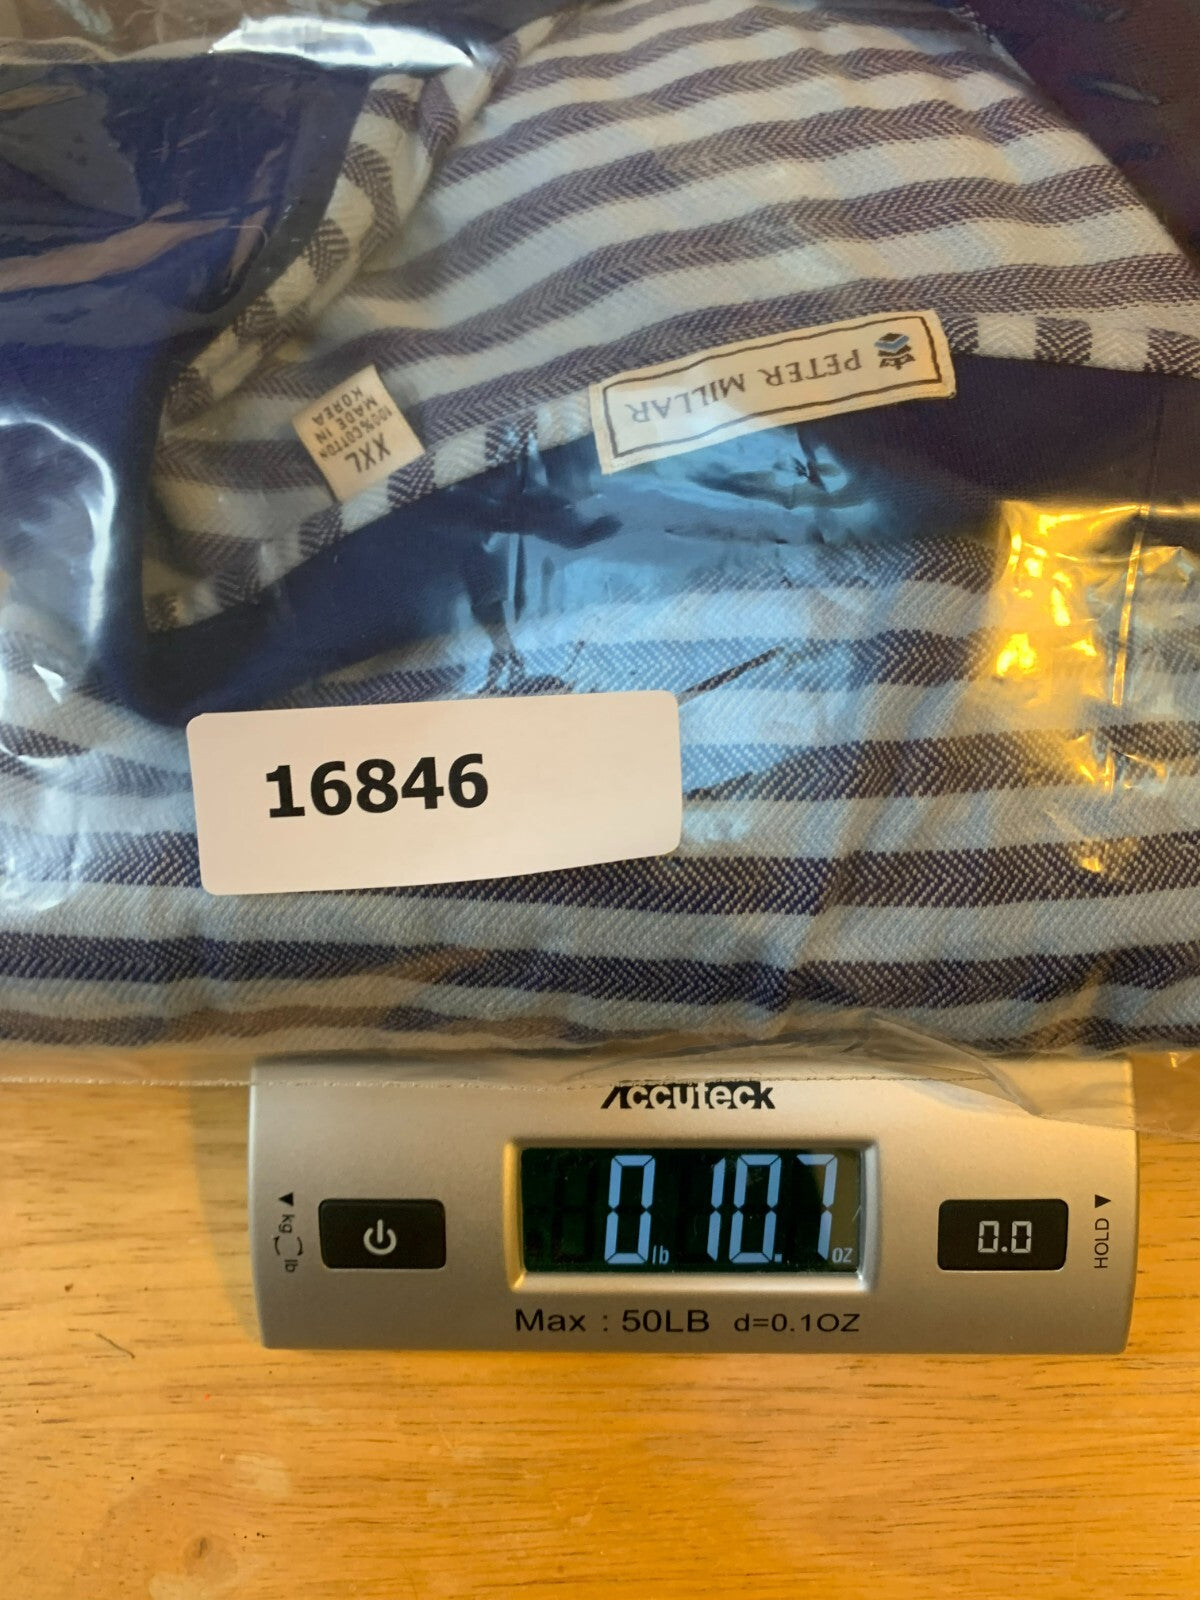 PETER MILLAR
XXL
100% COTTON
MADE IN
KOREA
16846
Accuteck
kg lb
0 lb 10.7 oz
0.0
HOLD
Max : 50LB d=0.1OZ